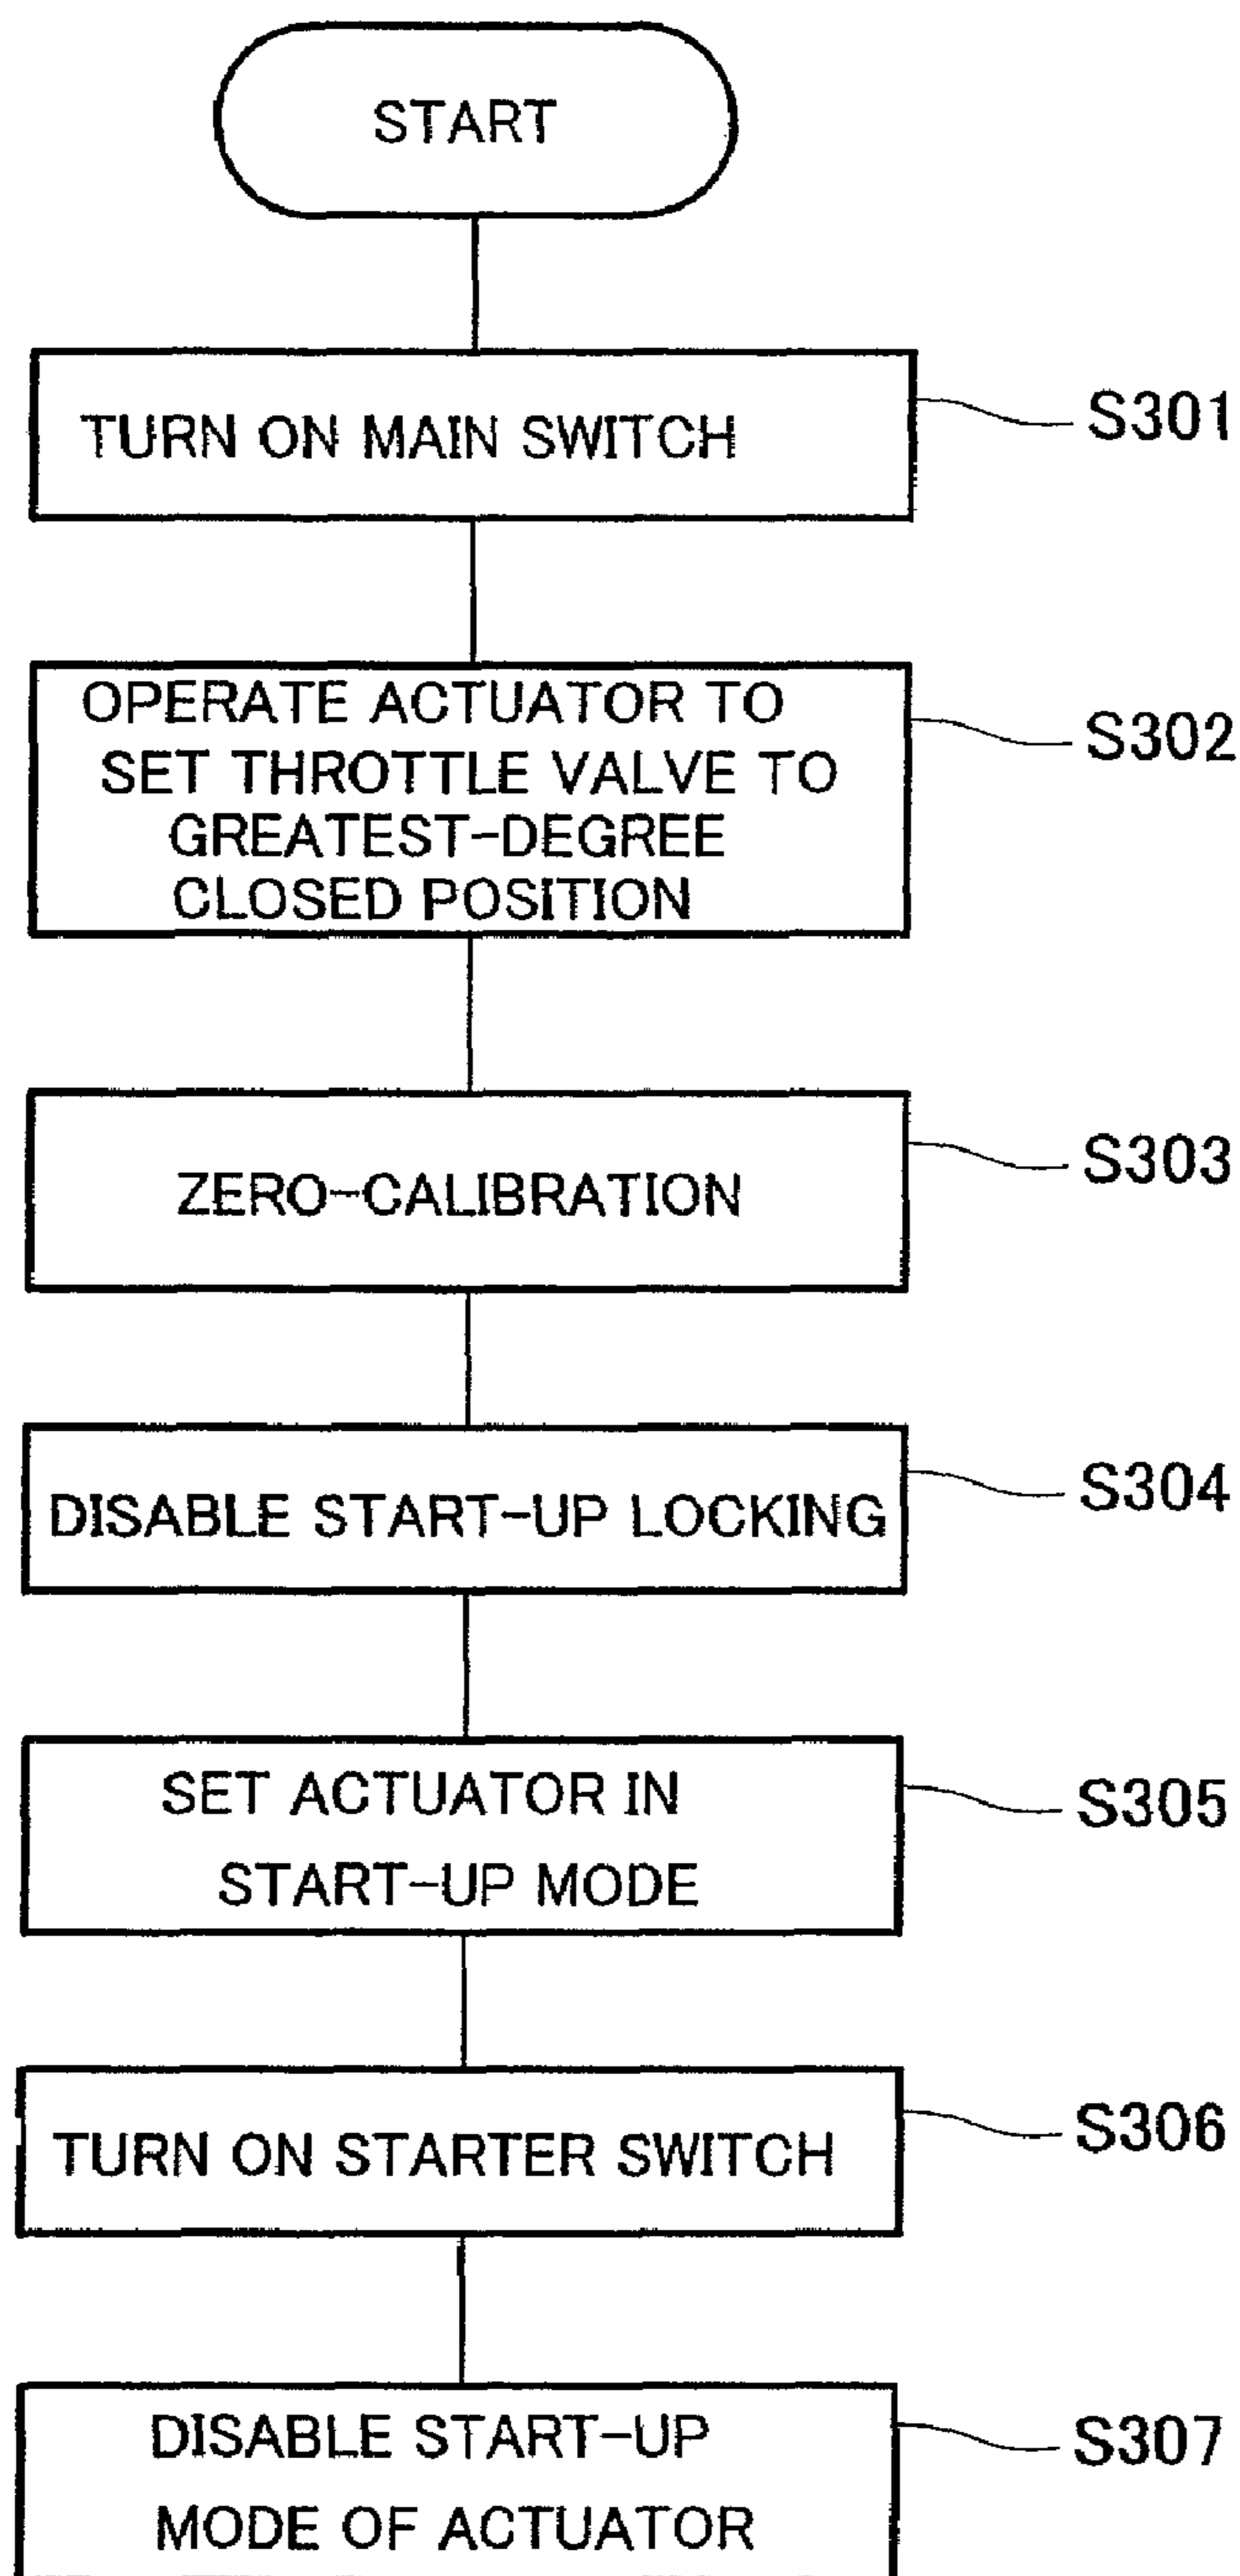 START
TURN ON MAIN SWITCH
S301
OPERATE ACTUATOR TO
SET THROTTLE VALVE TO
GREATEST-DEGREE
CLOSED POSITION
S302
ZERO-CALIBRATION
S303
DISABLE START-UP LOCKING
S304
SET ACTUATOR IN
START-UP MODE
S305
TURN ON STARTER SWITCH
S306
DISABLE START-UP
MODE OF ACTUATOR
S307